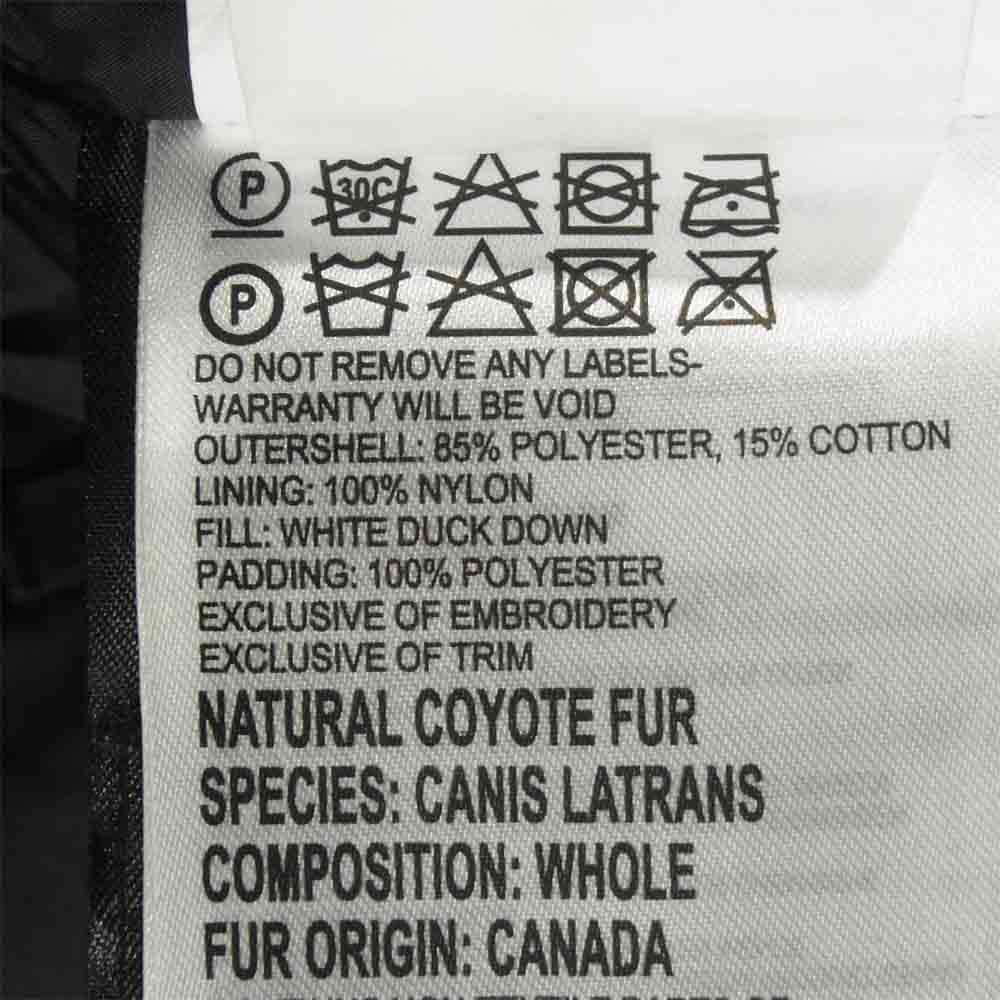 P 30C
P
DO NOT REMOVE ANY LABELS-
WARRANTY WILL BE VOID
OUTERSHELL: 85% POLYESTER, 15% COTTON
LINING: 100% NYLON
FILL: WHITE DUCK DOWN
PADDING: 100% POLYESTER
EXCLUSIVE OF EMBROIDERY
EXCLUSIVE OF TRIM
NATURAL COYOTE FUR
SPECIES: CANIS LATRANS
COMPOSITION: WHOLE
FUR ORIGIN: CANADA